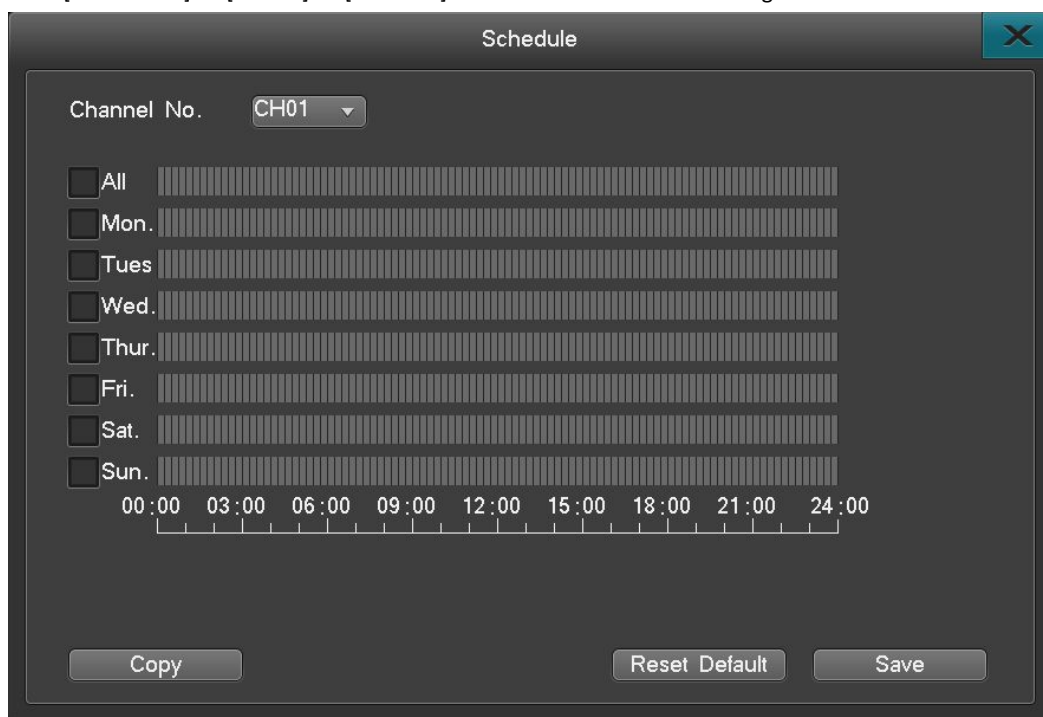 Schedule
Channel No. CH01
All
Mon.
Tues
Wed.
Thur.
Fri.
Sat.
Sun.
00:00 03:00 06:00 09:00 12:00 15:00 18:00 21:00 24:00
Copy Reset Default Save